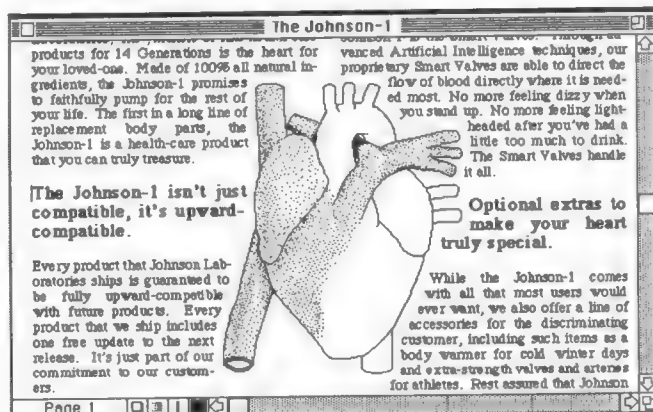 The Johnson-1
products for 14 Generations is the heart for
your loved-one. Made of 100% all natural in-
gredients, the Johnson-1 promises
to faithfully pump for the rest of
your life. The first in a long line of
replacement body parts, the
Johnson-1 is a health-care product
that you can truly treasure.
The Johnson-1 isn't just
compatible, it's upward-
compatible.
Every product that Johnson Lab-
oratories ships is guaranteed to
be fully upward-compatible
with future products. Every
product that we ship includes
one free update to the next
release. It's just part of our
commitment to our custom-
ers.
vanced Artificial Intelligence techniques, our
proprietary Smart Valves are able to direct the
flow of blood directly where it is need-
ed most. No more feeling dizzy when
you stand up. No more feeling light-
headed after you've had a
little too much to drink.
The Smart Valves handle
it all.
Optional extras to
make your heart
truly special.
While the Johnson-1 comes
with all that most users would
ever want, we also offer a line of
accessories for the discriminating
customer, including such items as a
body warmer for cold winter days
and extra-strength valves and arteries
for athletes. Rest assured that Johnson
Page 1